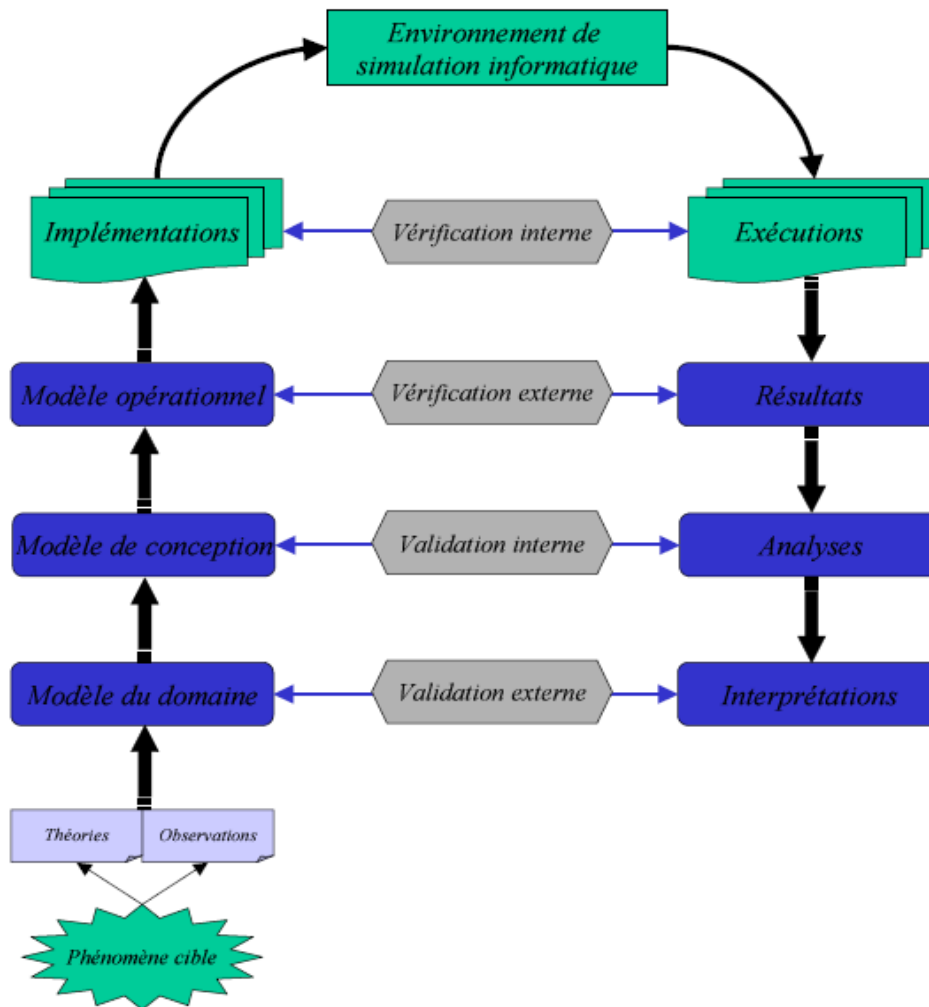 Environnement de
simulation informatique
Implémentations
Vérification interne
Exécutions
Modèle opérationnel
Vérification externe
Résultats
Modèle de conception
Validation interne
Analyses
Modèle du domaine
Validation externe
Interprétations
Théories
Observations
Phénomène cible